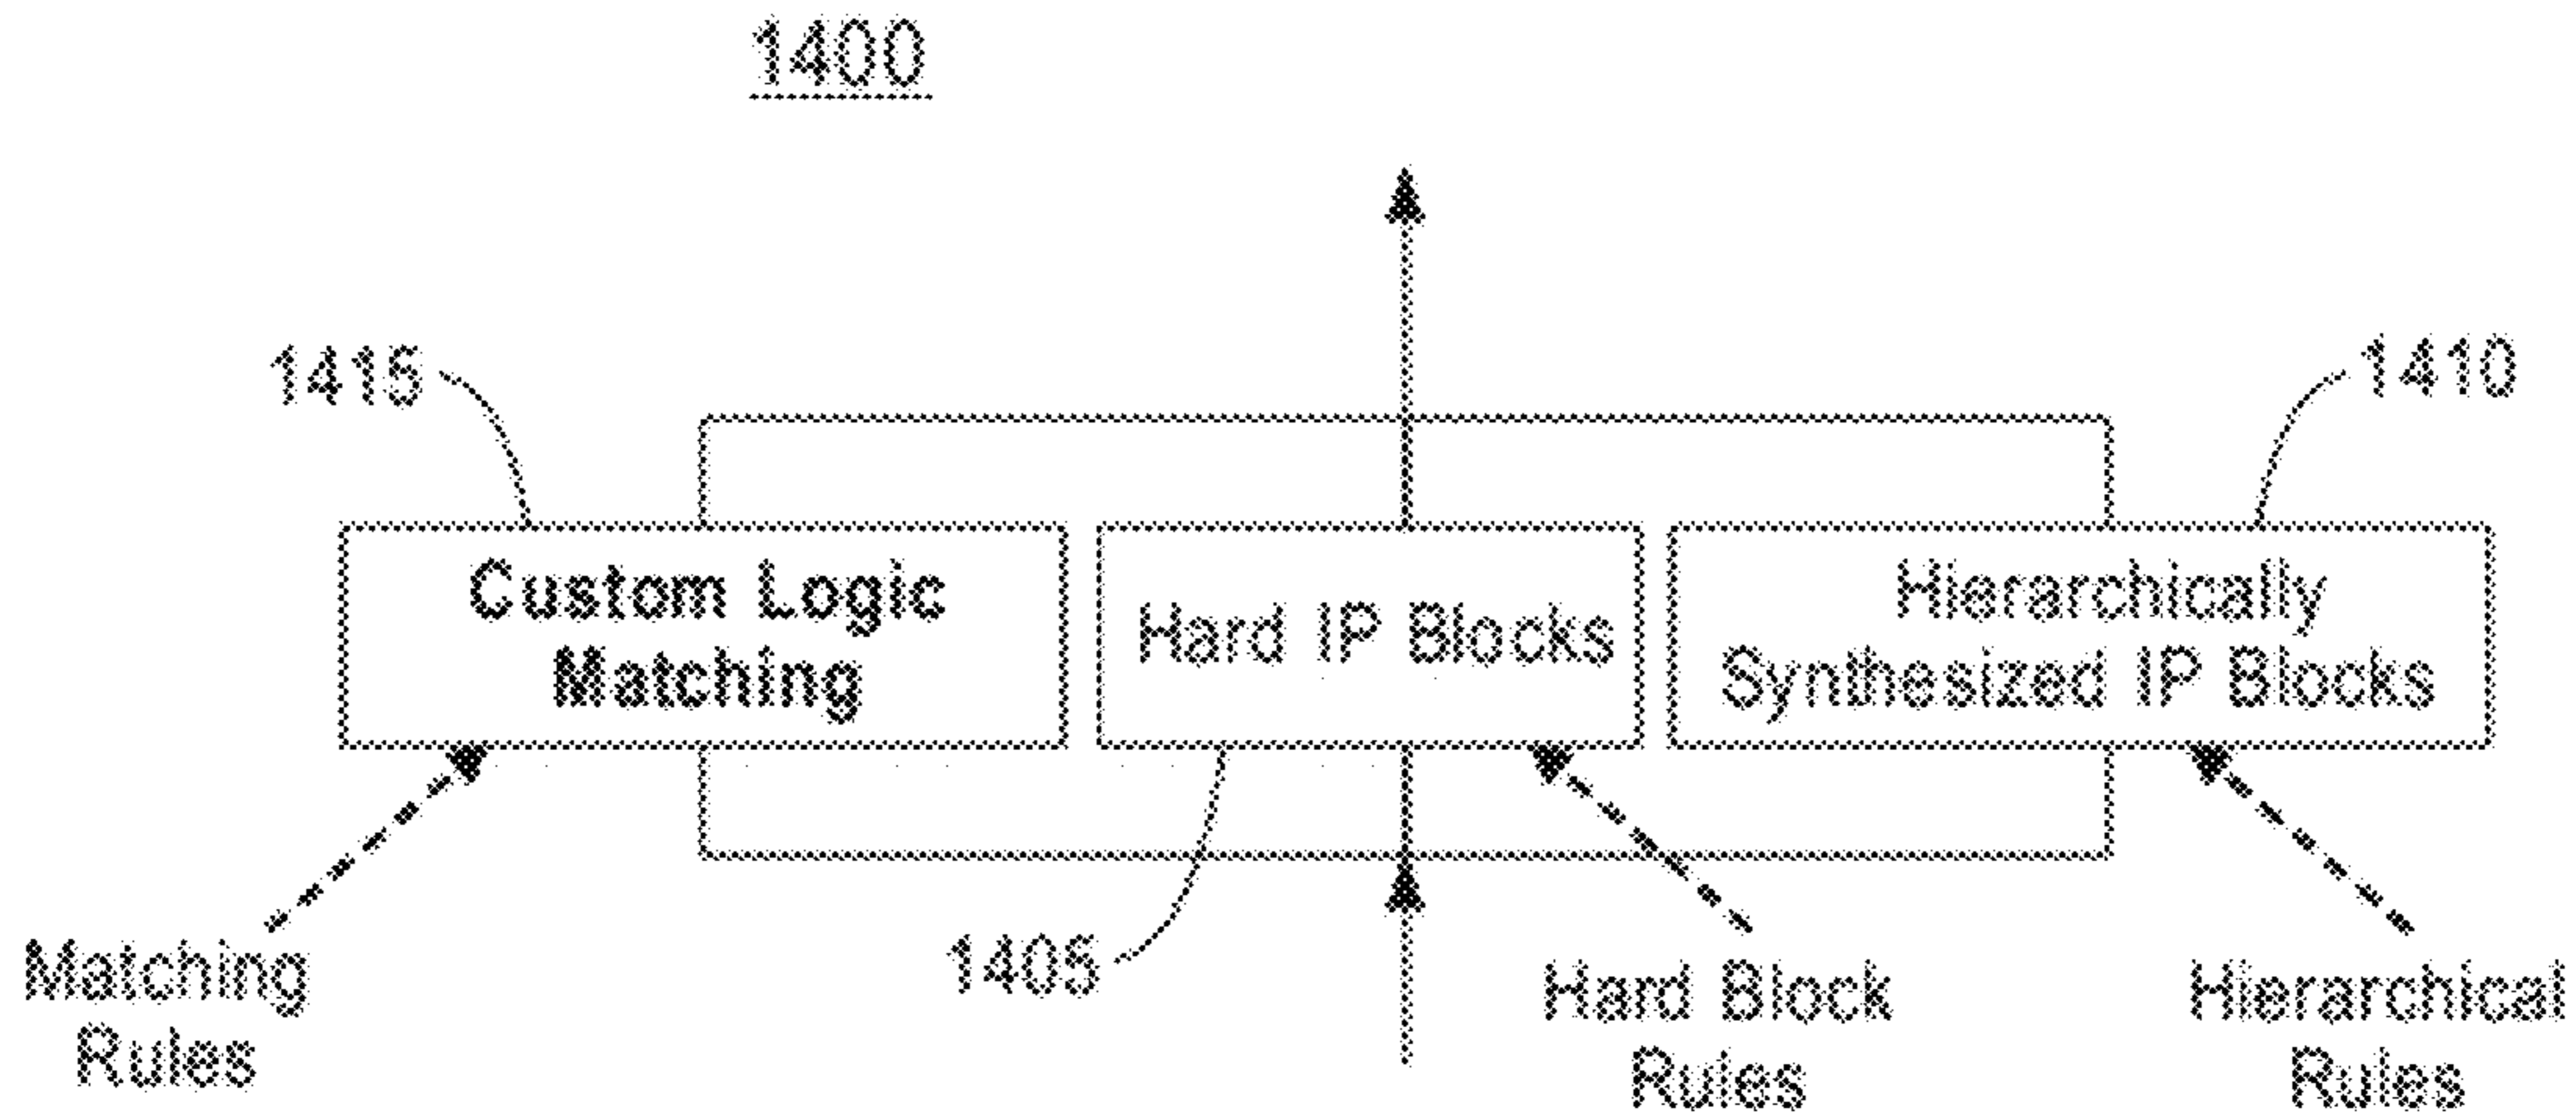 1400
1415
1410
Custom Logic
Matching
Hard IP Blocks
Hierarchically
Synthesized IP Blocks
Matching
Rules
1405
Hard Block
Rules
Hierarchical
Rules